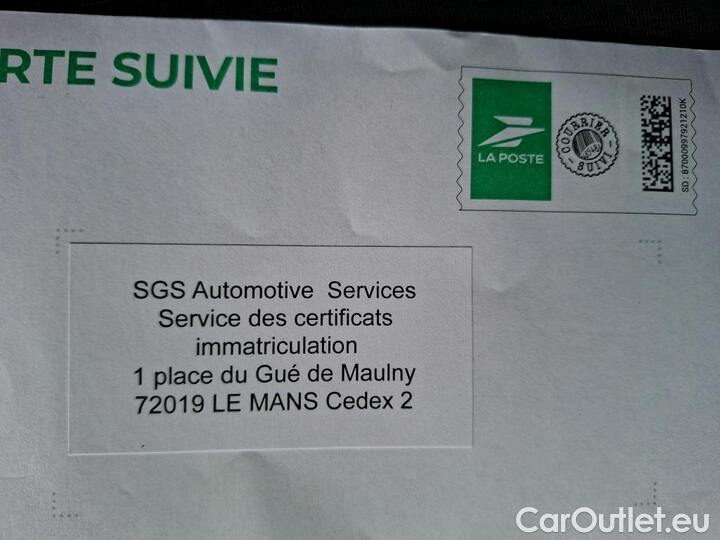 RTE SUIVIE
LA POSTE
COURRIER
SUIVI
SD : 87000997921210K
SGS Automotive Services
Service des certificats
immatriculation
1 place du Gué de Maulny
72019 LE MANS Cedex 2
CarOutlet.eu